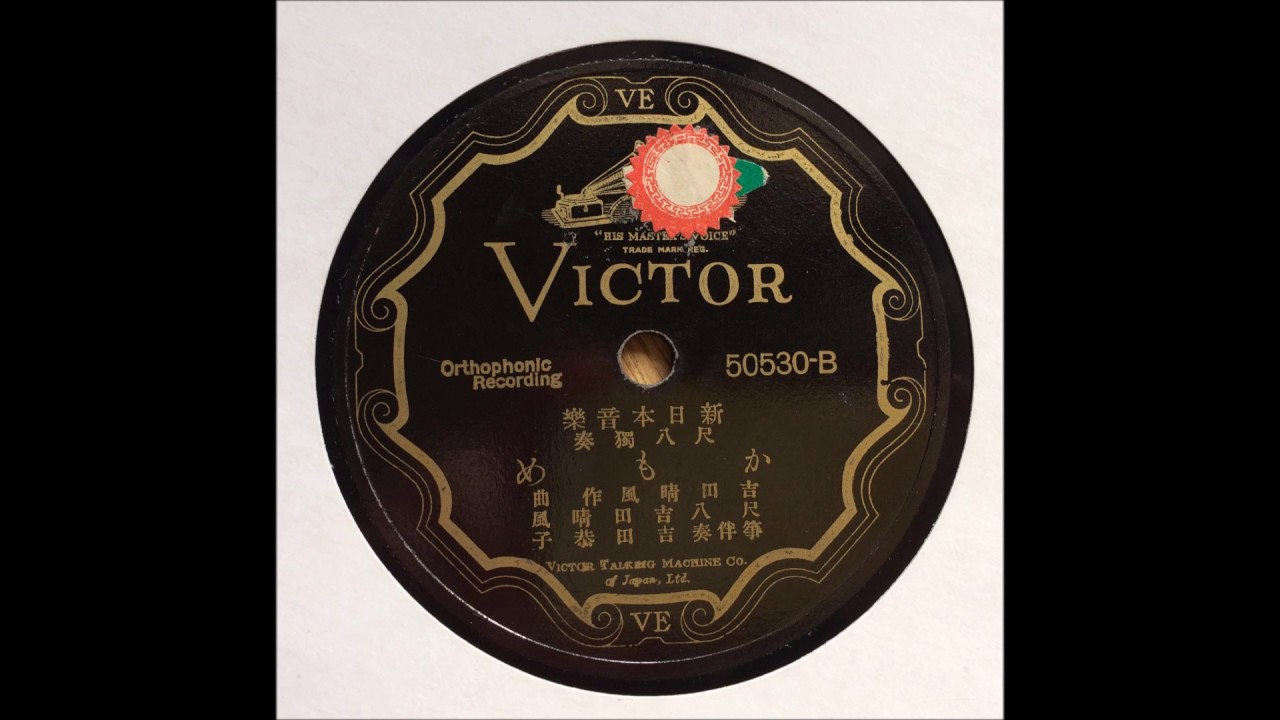 VE
"HIS MASTER'S VOICE"
TRADE MARK REG.
VICTOR
Orthophonic
Recording
50530-B
新日本音樂
尺八獨奏
かもめ
吉田晴風作曲
尺八吉田晴風
箏伴奏吉田恭子
VICTOR TALKING MACHINE CO.
of Japan, Ltd.
VE